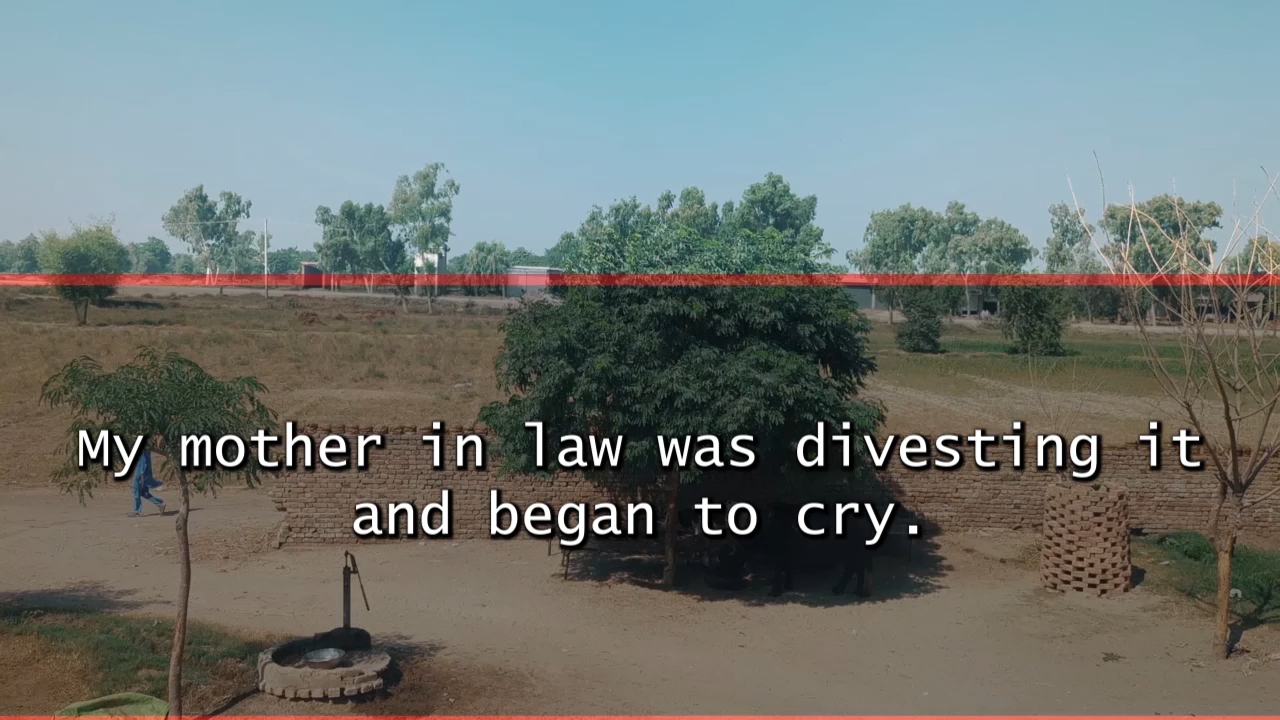 My mother in law was divesting it
and began to cry.